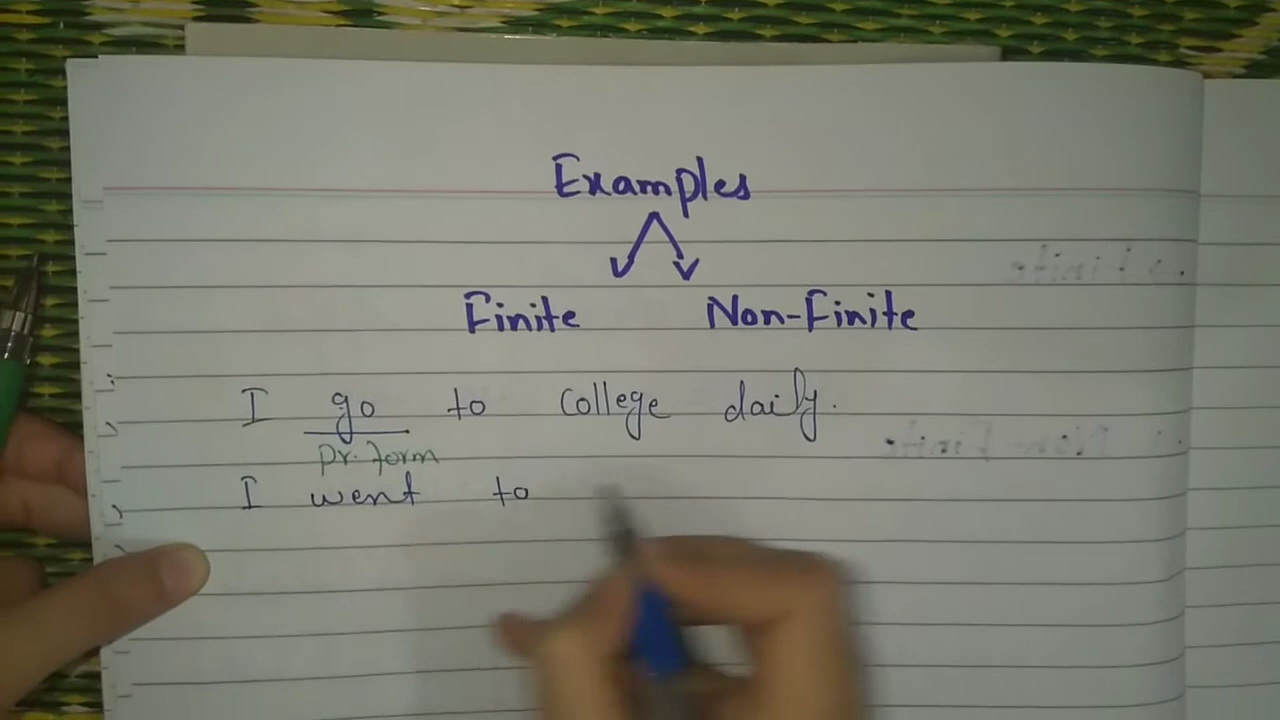 Examples
Finite Non-Finite
I go to College daily.
Pr. form
I went to